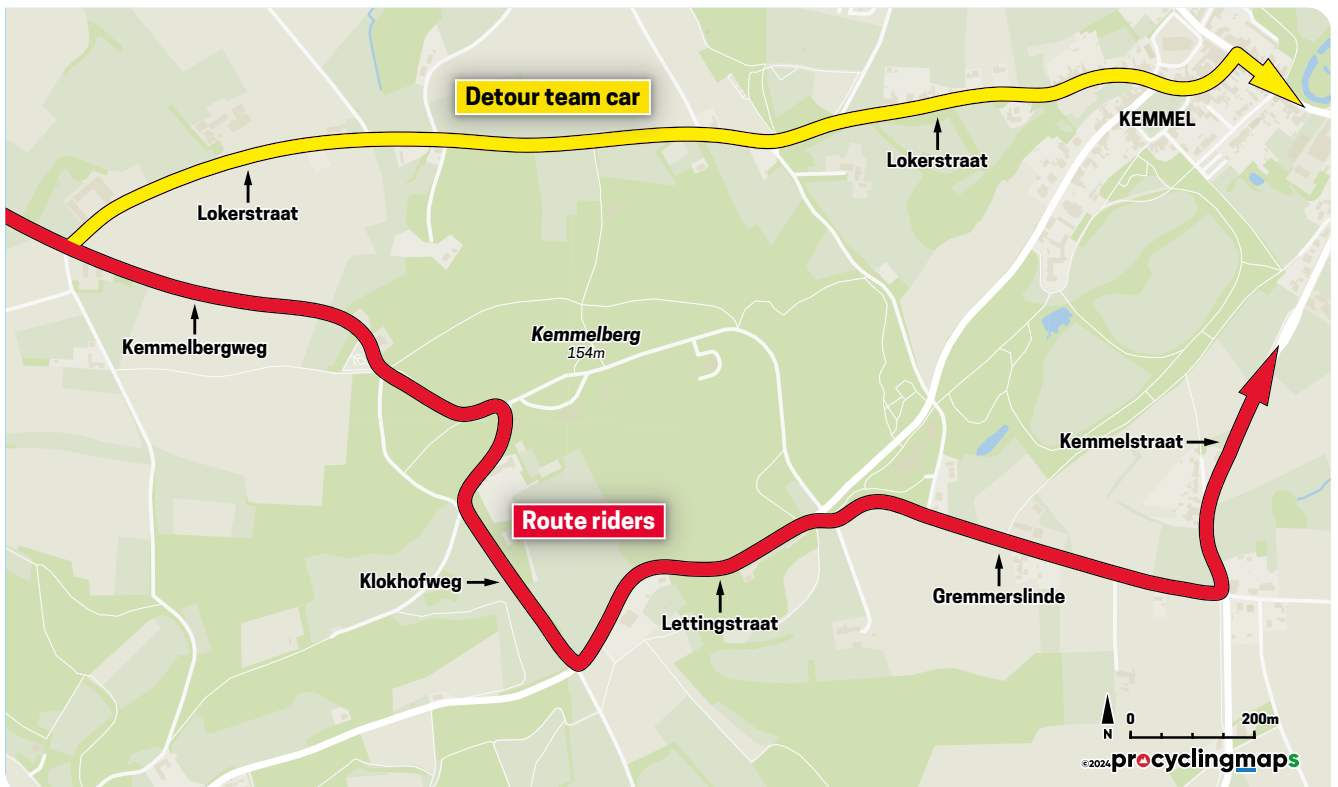 Detour team car
KEMMEL
Lokerstraat
Lokerstraat
Kemmelbergweg
Kemmelberg
154m
Kemmelstraat
Route riders
Klokhofweg
Gremmerslinde
Lettingstraat
N
0 200m
©2024 procyclingmaps